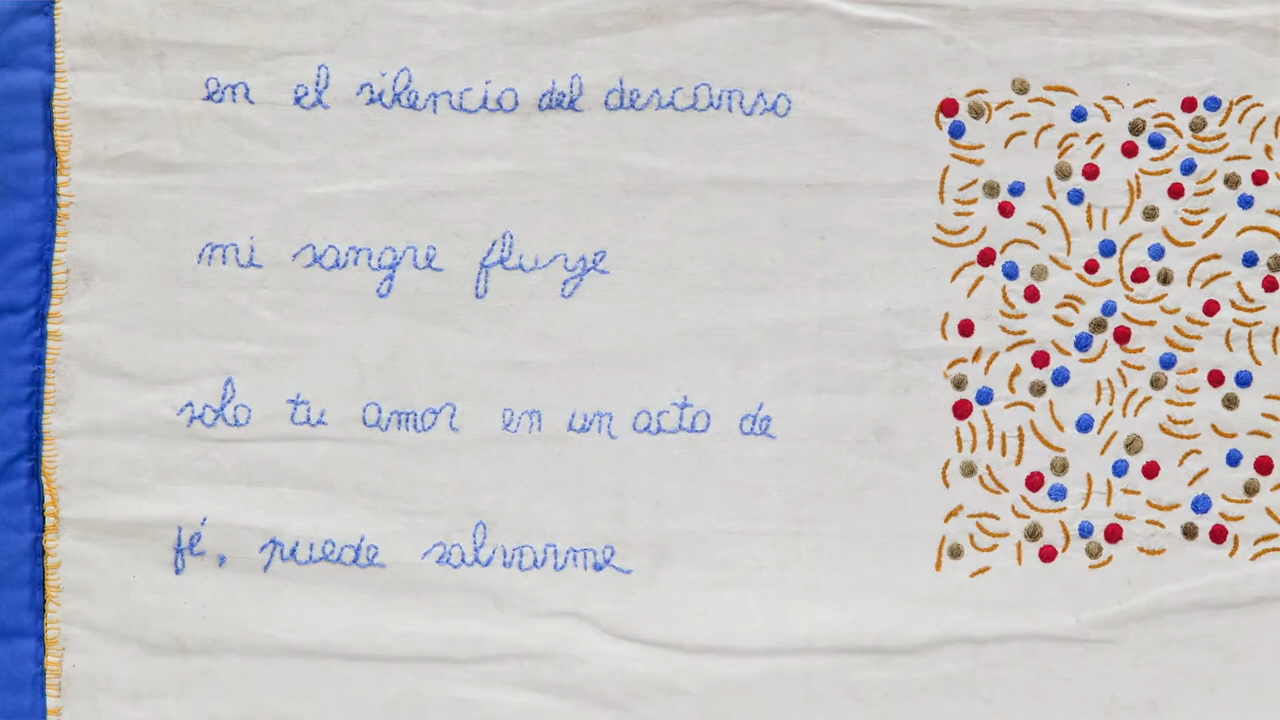 en el silencio del descanso
mi sangre fluye
solo tu amor en un acto de
fé, puede salvarme